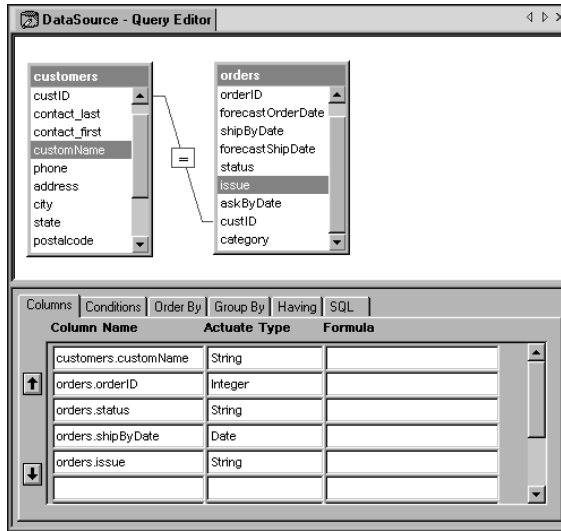 DataSource - Query Editor
customers
custID
contact_last
contact_first
customName
phone
address
city
state
postalcode
=
orders
orderID
forecastOrderDate
shipByDate
forecastShipDate
status
issue
askByDate
custID
category
Columns Conditions Order By Group By Having SQL
Column Name Actuate Type Formula
customers.customName String
orders.orderID Integer
orders.status String
orders.shipByDate Date
orders.issue String